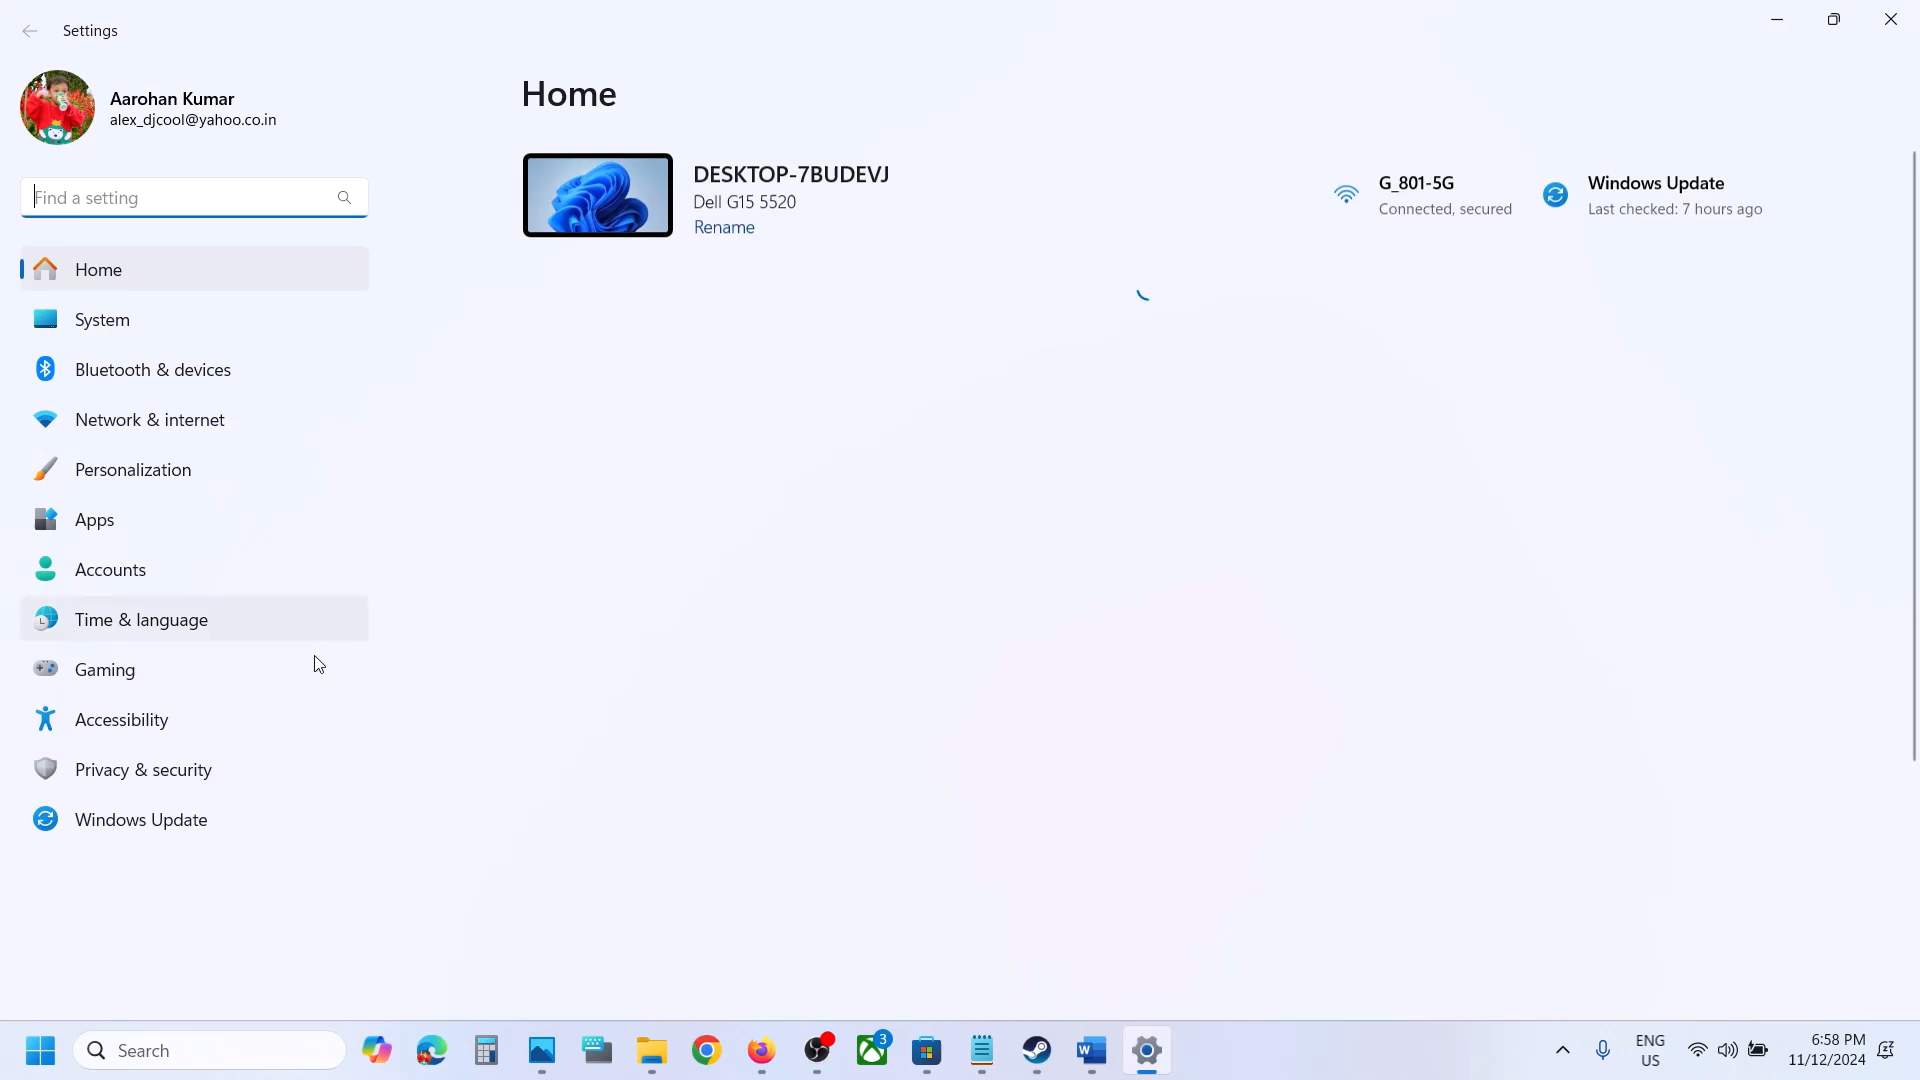 Settings
Aarohan Kumar
alex_djcool@yahoo.co.in
Find a setting
Home
System
Bluetooth & devices
Network & internet
Personalization
Apps
Accounts
Time & language
Gaming
Accessibility
Privacy & security
Windows Update
Home
DESKTOP-7BUDEVJ
Dell G15 5520
Rename
G_801-5G
Connected, secured
Windows Update
Last checked: 7 hours ago
Search
3
ENG
US
6:58 PM
11/12/2024